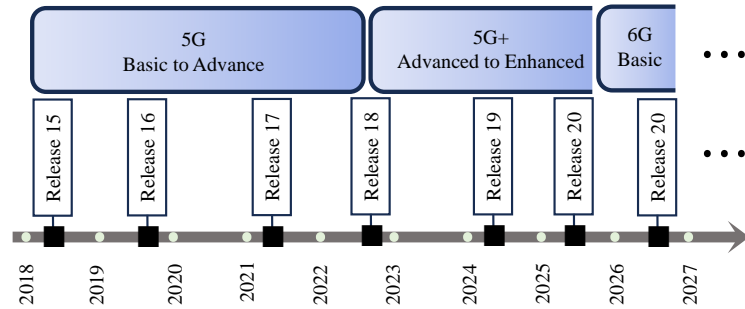 5G
Basic to Advance
5G+
Advanced to Enhanced
6G
Basic
• • •
Release 15
Release 16
Release 17
Release 18
Release 19
Release 20
Release 20
• • •
2018
2019
2020
2021
2022
2023
2024
2025
2026
2027